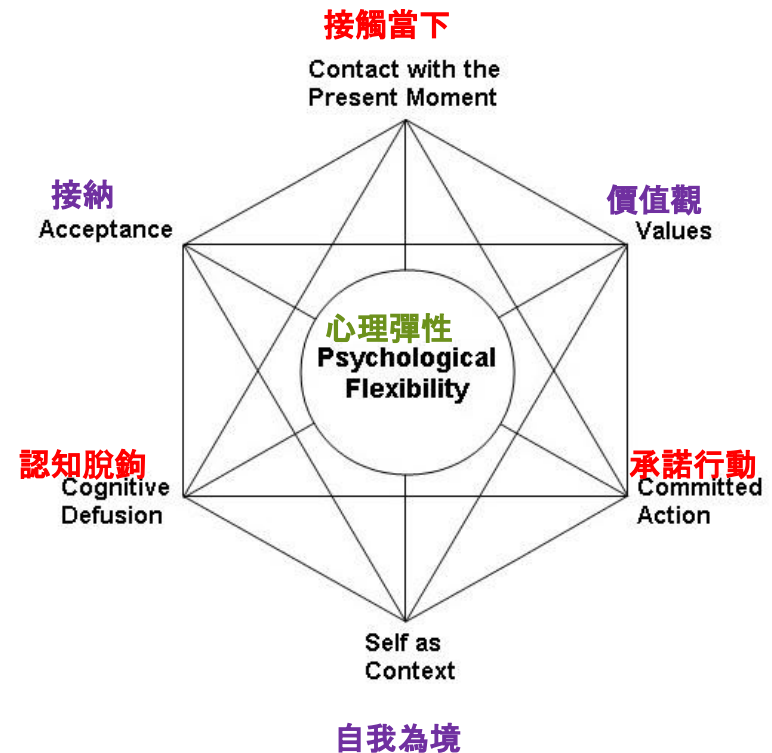 接觸當下
Contact with the
Present Moment
接納
Acceptance
價值觀
Values
心理彈性
Psychological
Flexibility
認知脫鉤
Cognitive
Defusion
承諾行動
Committed
Action
Self as
Context
自我為境